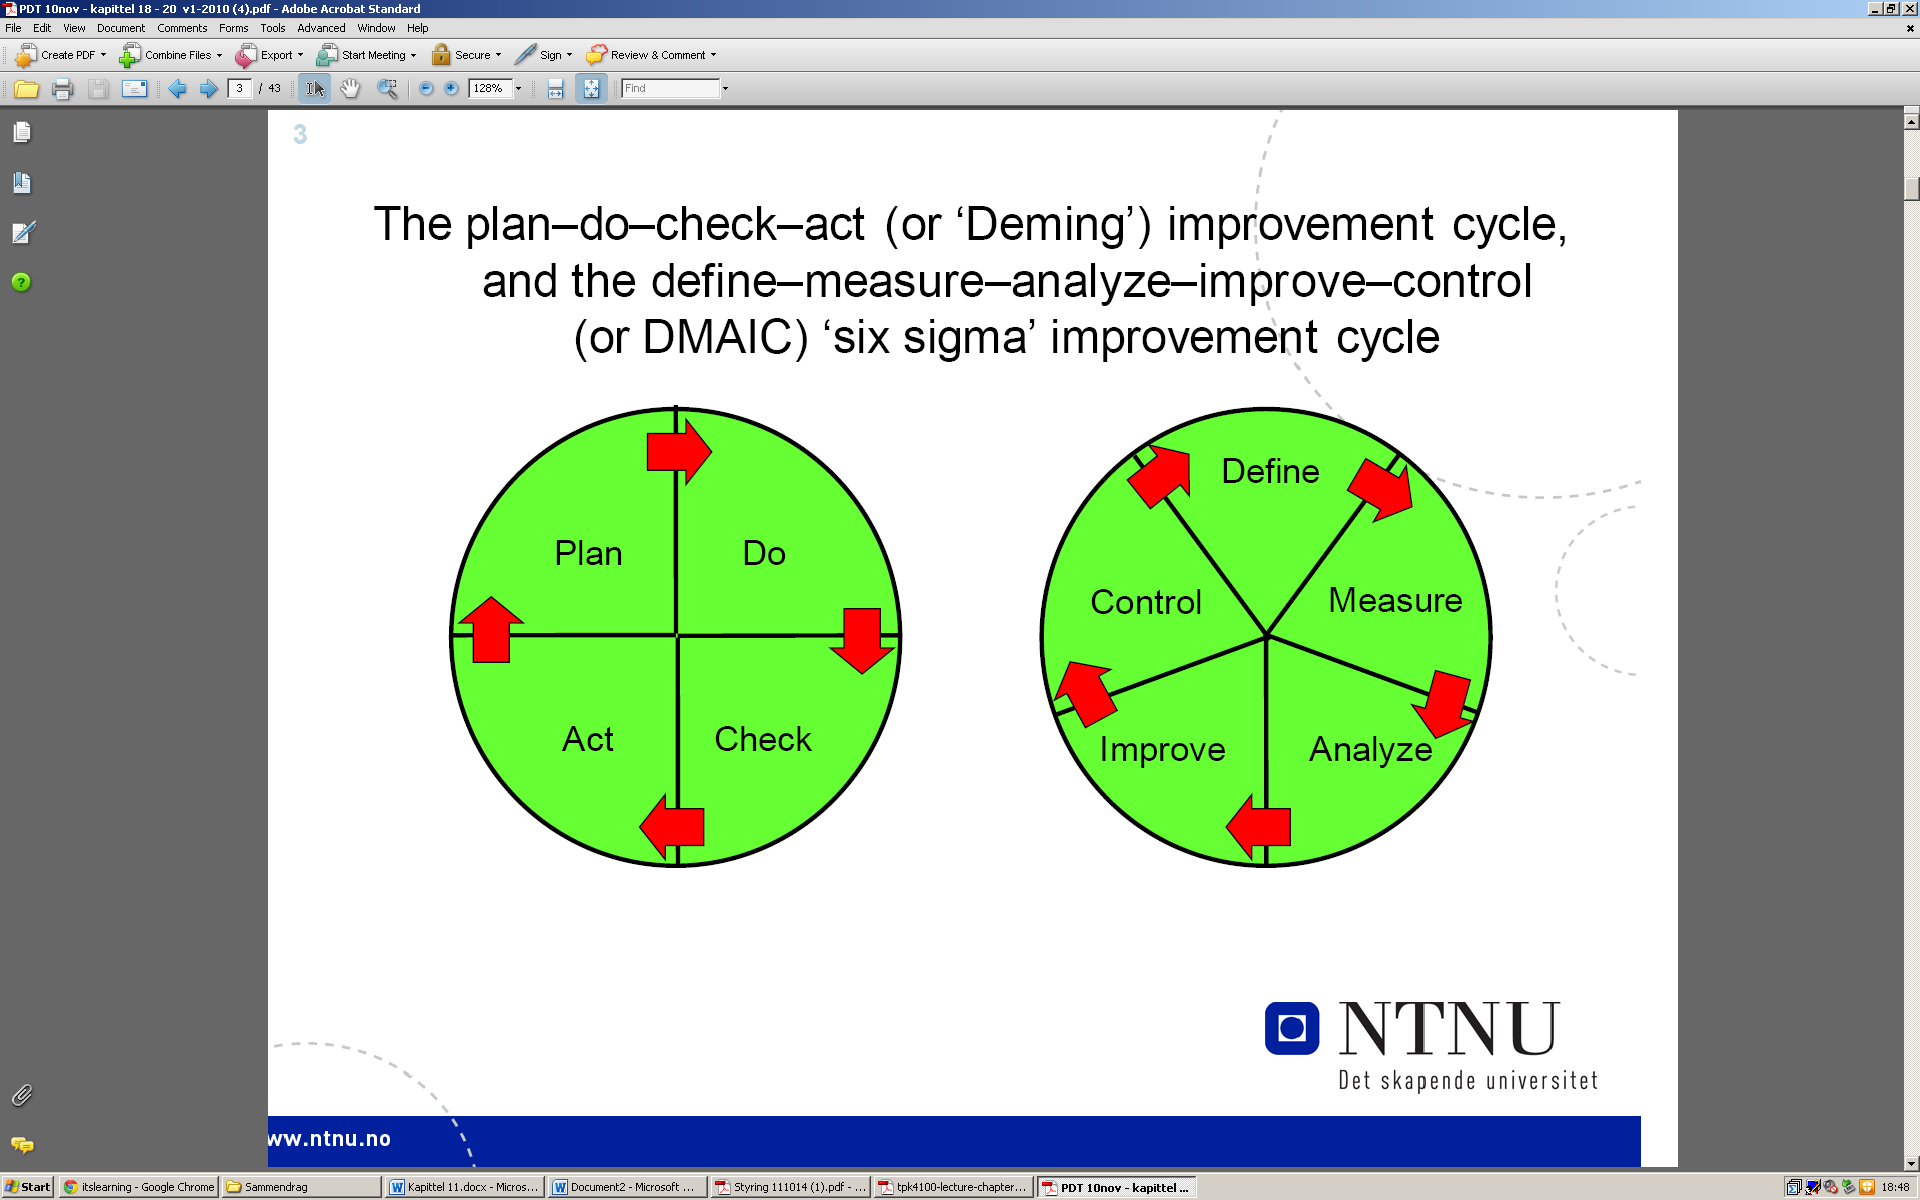 PDT 10nov - kapittel 18 - 20 v1-2010 (4).pdf - Adobe Acrobat Standard
File Edit View Document Comments Forms Tools Advanced Window Help
Create PDF Combine Files Export Start Meeting Secure Sign Review & Comment
3 / 43 128% Find
3
The plan–do–check–act (or ‘Deming’) improvement cycle,
and the define–measure–analyze–improve–control
(or DMAIC) ‘six sigma’ improvement cycle
Plan
Do
Act
Check
Define
Control
Measure
Improve
Analyze
NTNU
Det skapende universitet
ww.ntnu.no
Start itslearning - Google Chrome Sammendrag Kapittel 11.docx - Micros... Document2 - Microsoft ... Styring 111014 (1).pdf - ... tpk4100-lecture-chapter... PDT 10nov - kapittel ... 18:48